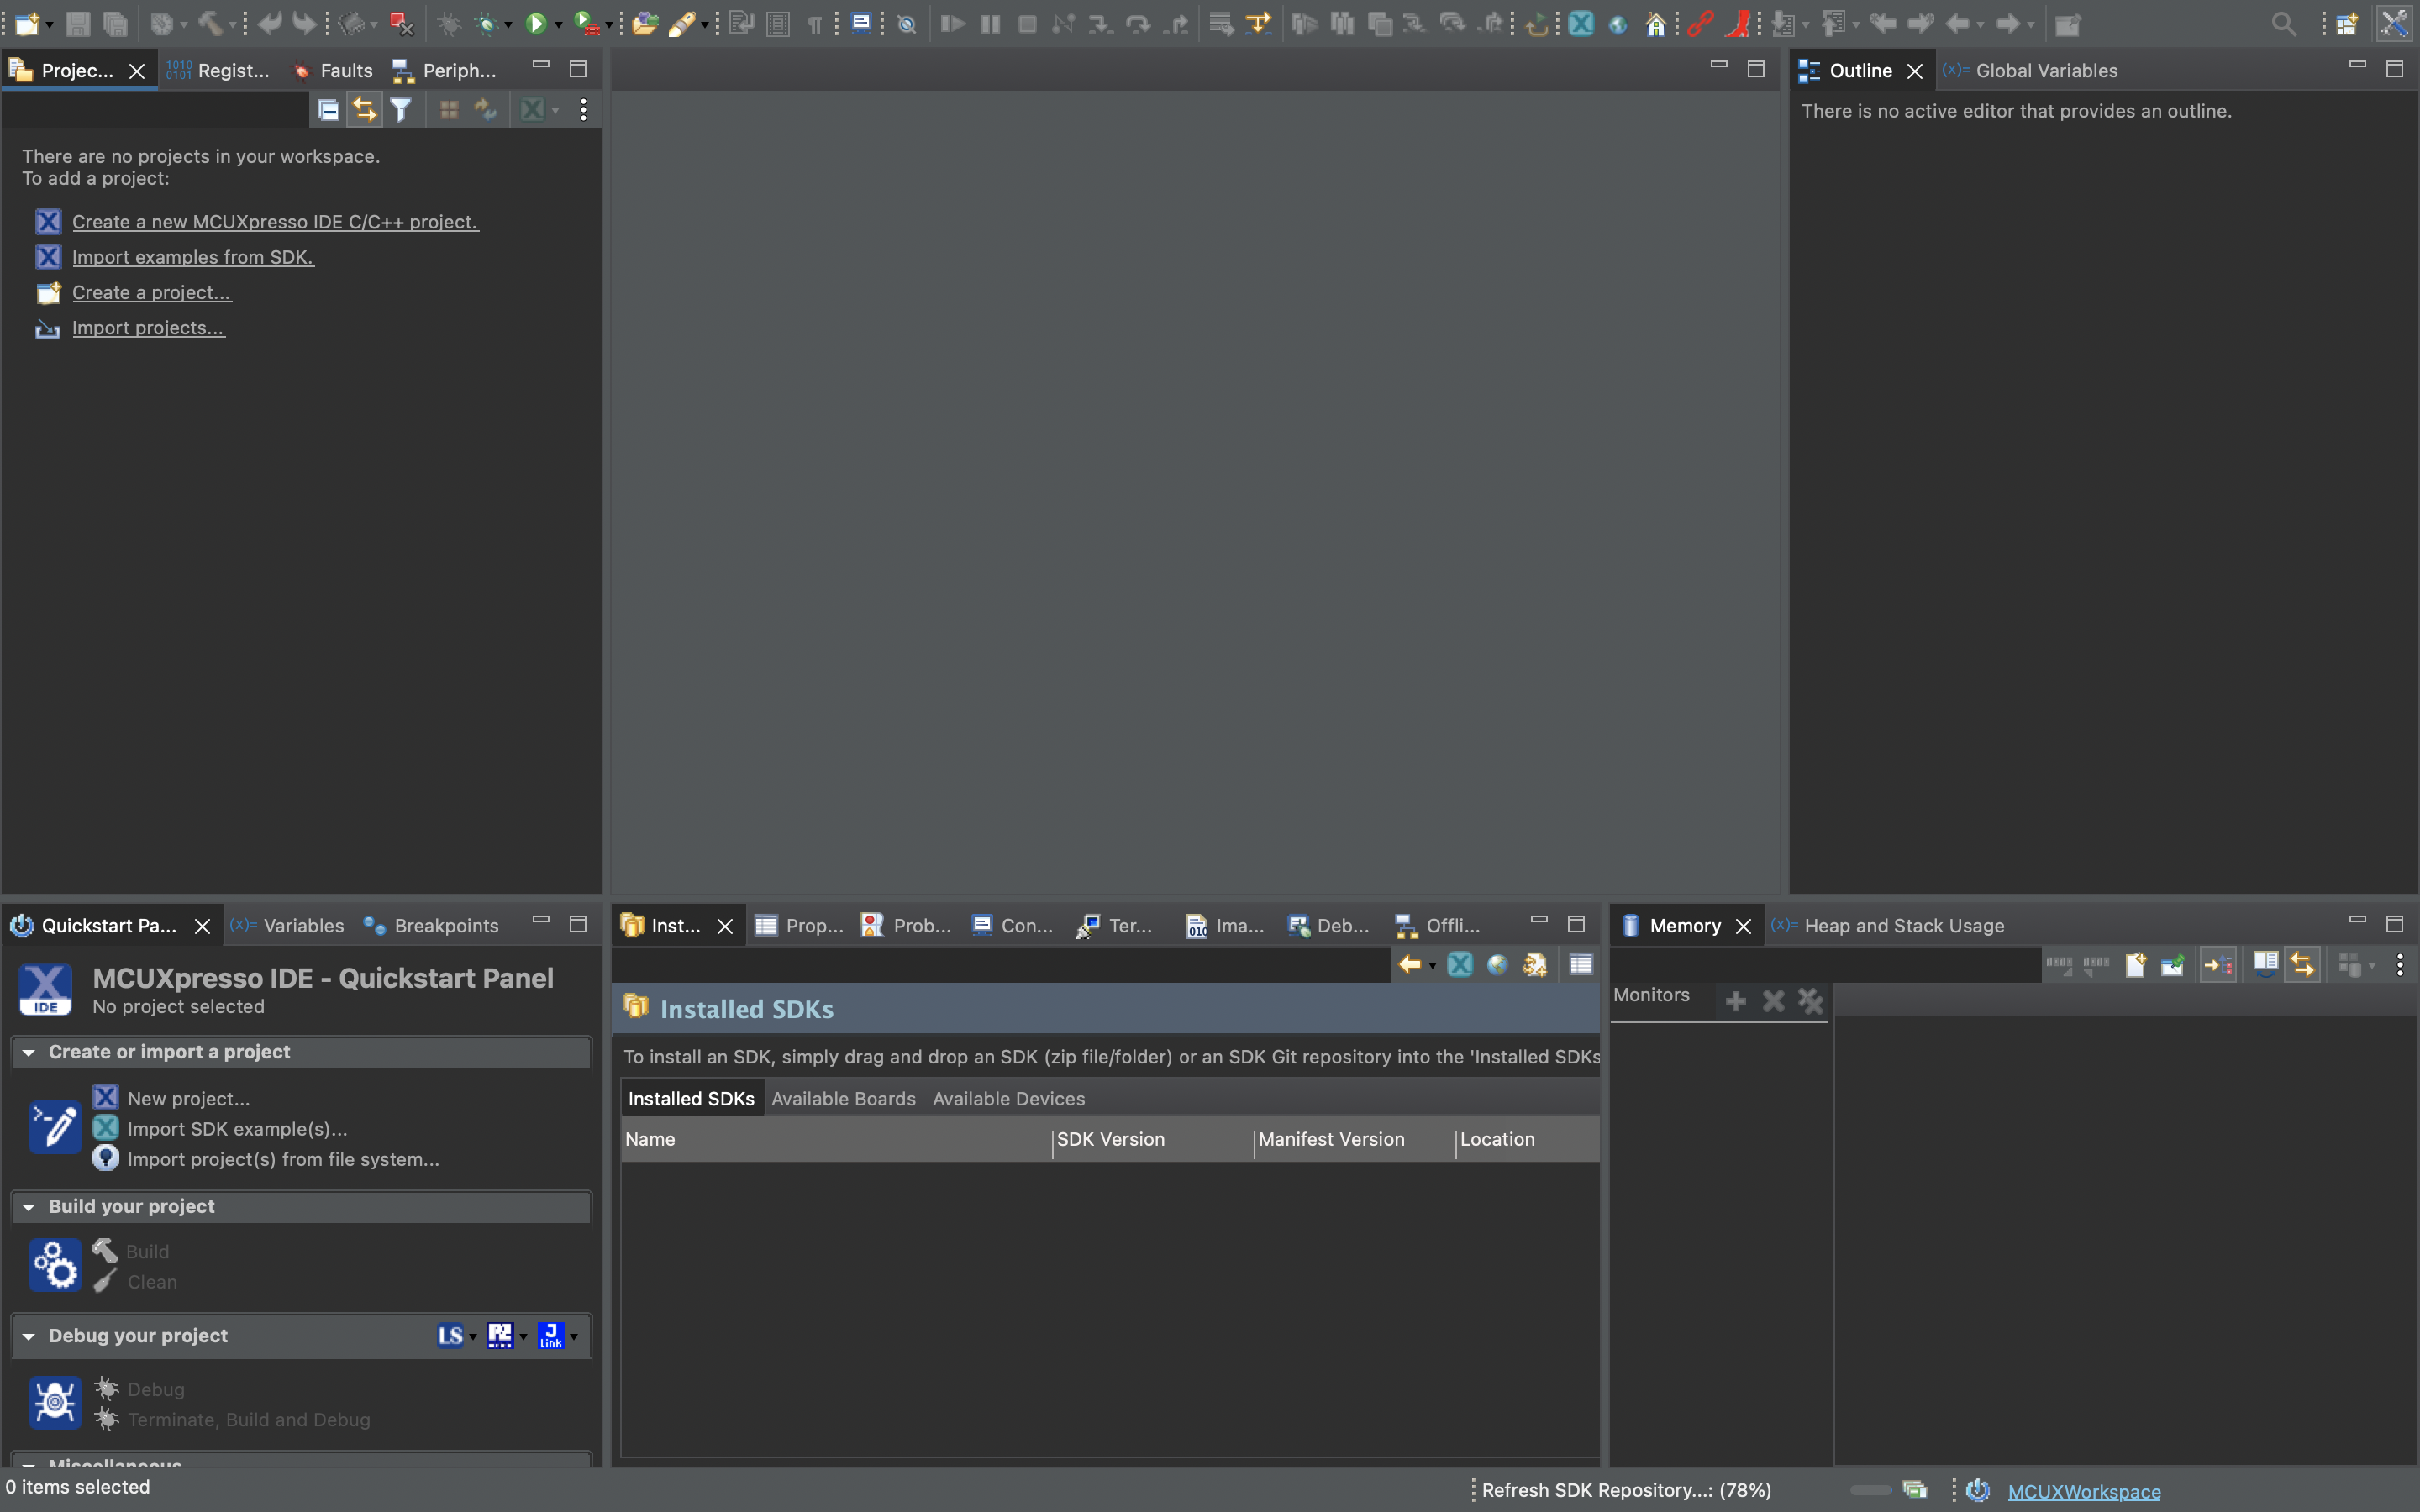 Projec...
Regist...
Faults
Periph...
Outline
(x)= Global Variables
There is no active editor that provides an outline.
There are no projects in your workspace.
To add a project:
Create a new MCUXpresso IDE C/C++ project.
Import examples from SDK.
Create a project...
Import projects...
Quickstart Pa...
(x)= Variables
Breakpoints
IDE
MCUXpresso IDE - Quickstart Panel
No project selected
Create or import a project
New project...
Import SDK example(s)...
Import project(s) from file system...
Build your project
Build
Clean
Debug your project
LS
J Link
Debug
Terminate, Build and Debug
Miscellaneous
Inst...
Prop...
Prob...
Con...
Ter...
Ima...
Deb...
Offli...
Installed SDKs
To install an SDK, simply drag and drop an SDK (zip file/folder) or an SDK Git repository into the 'Installed SDKs
Installed SDKs Available Boards Available Devices
Name SDK Version Manifest Version Location
Memory
(x)= Heap and Stack Usage
Monitors
0 items selected
Refresh SDK Repository...: (78%)
MCUXWorkspace